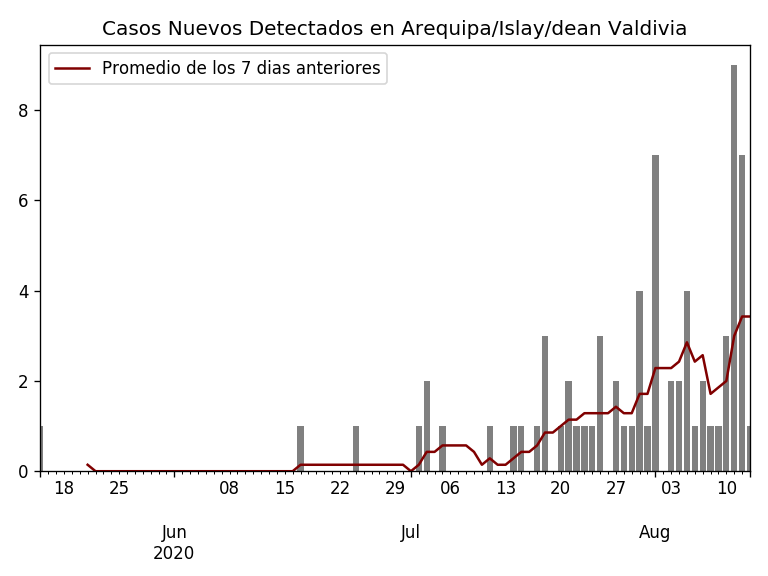 Casos Nuevos Detectados en Arequipa/Islay/dean Valdivia
Promedio de los 7 dias anteriores
8
6
4
2
0
18 25 08 15 22 29 06 13 20 27 03 10
Jun Jul Aug
2020